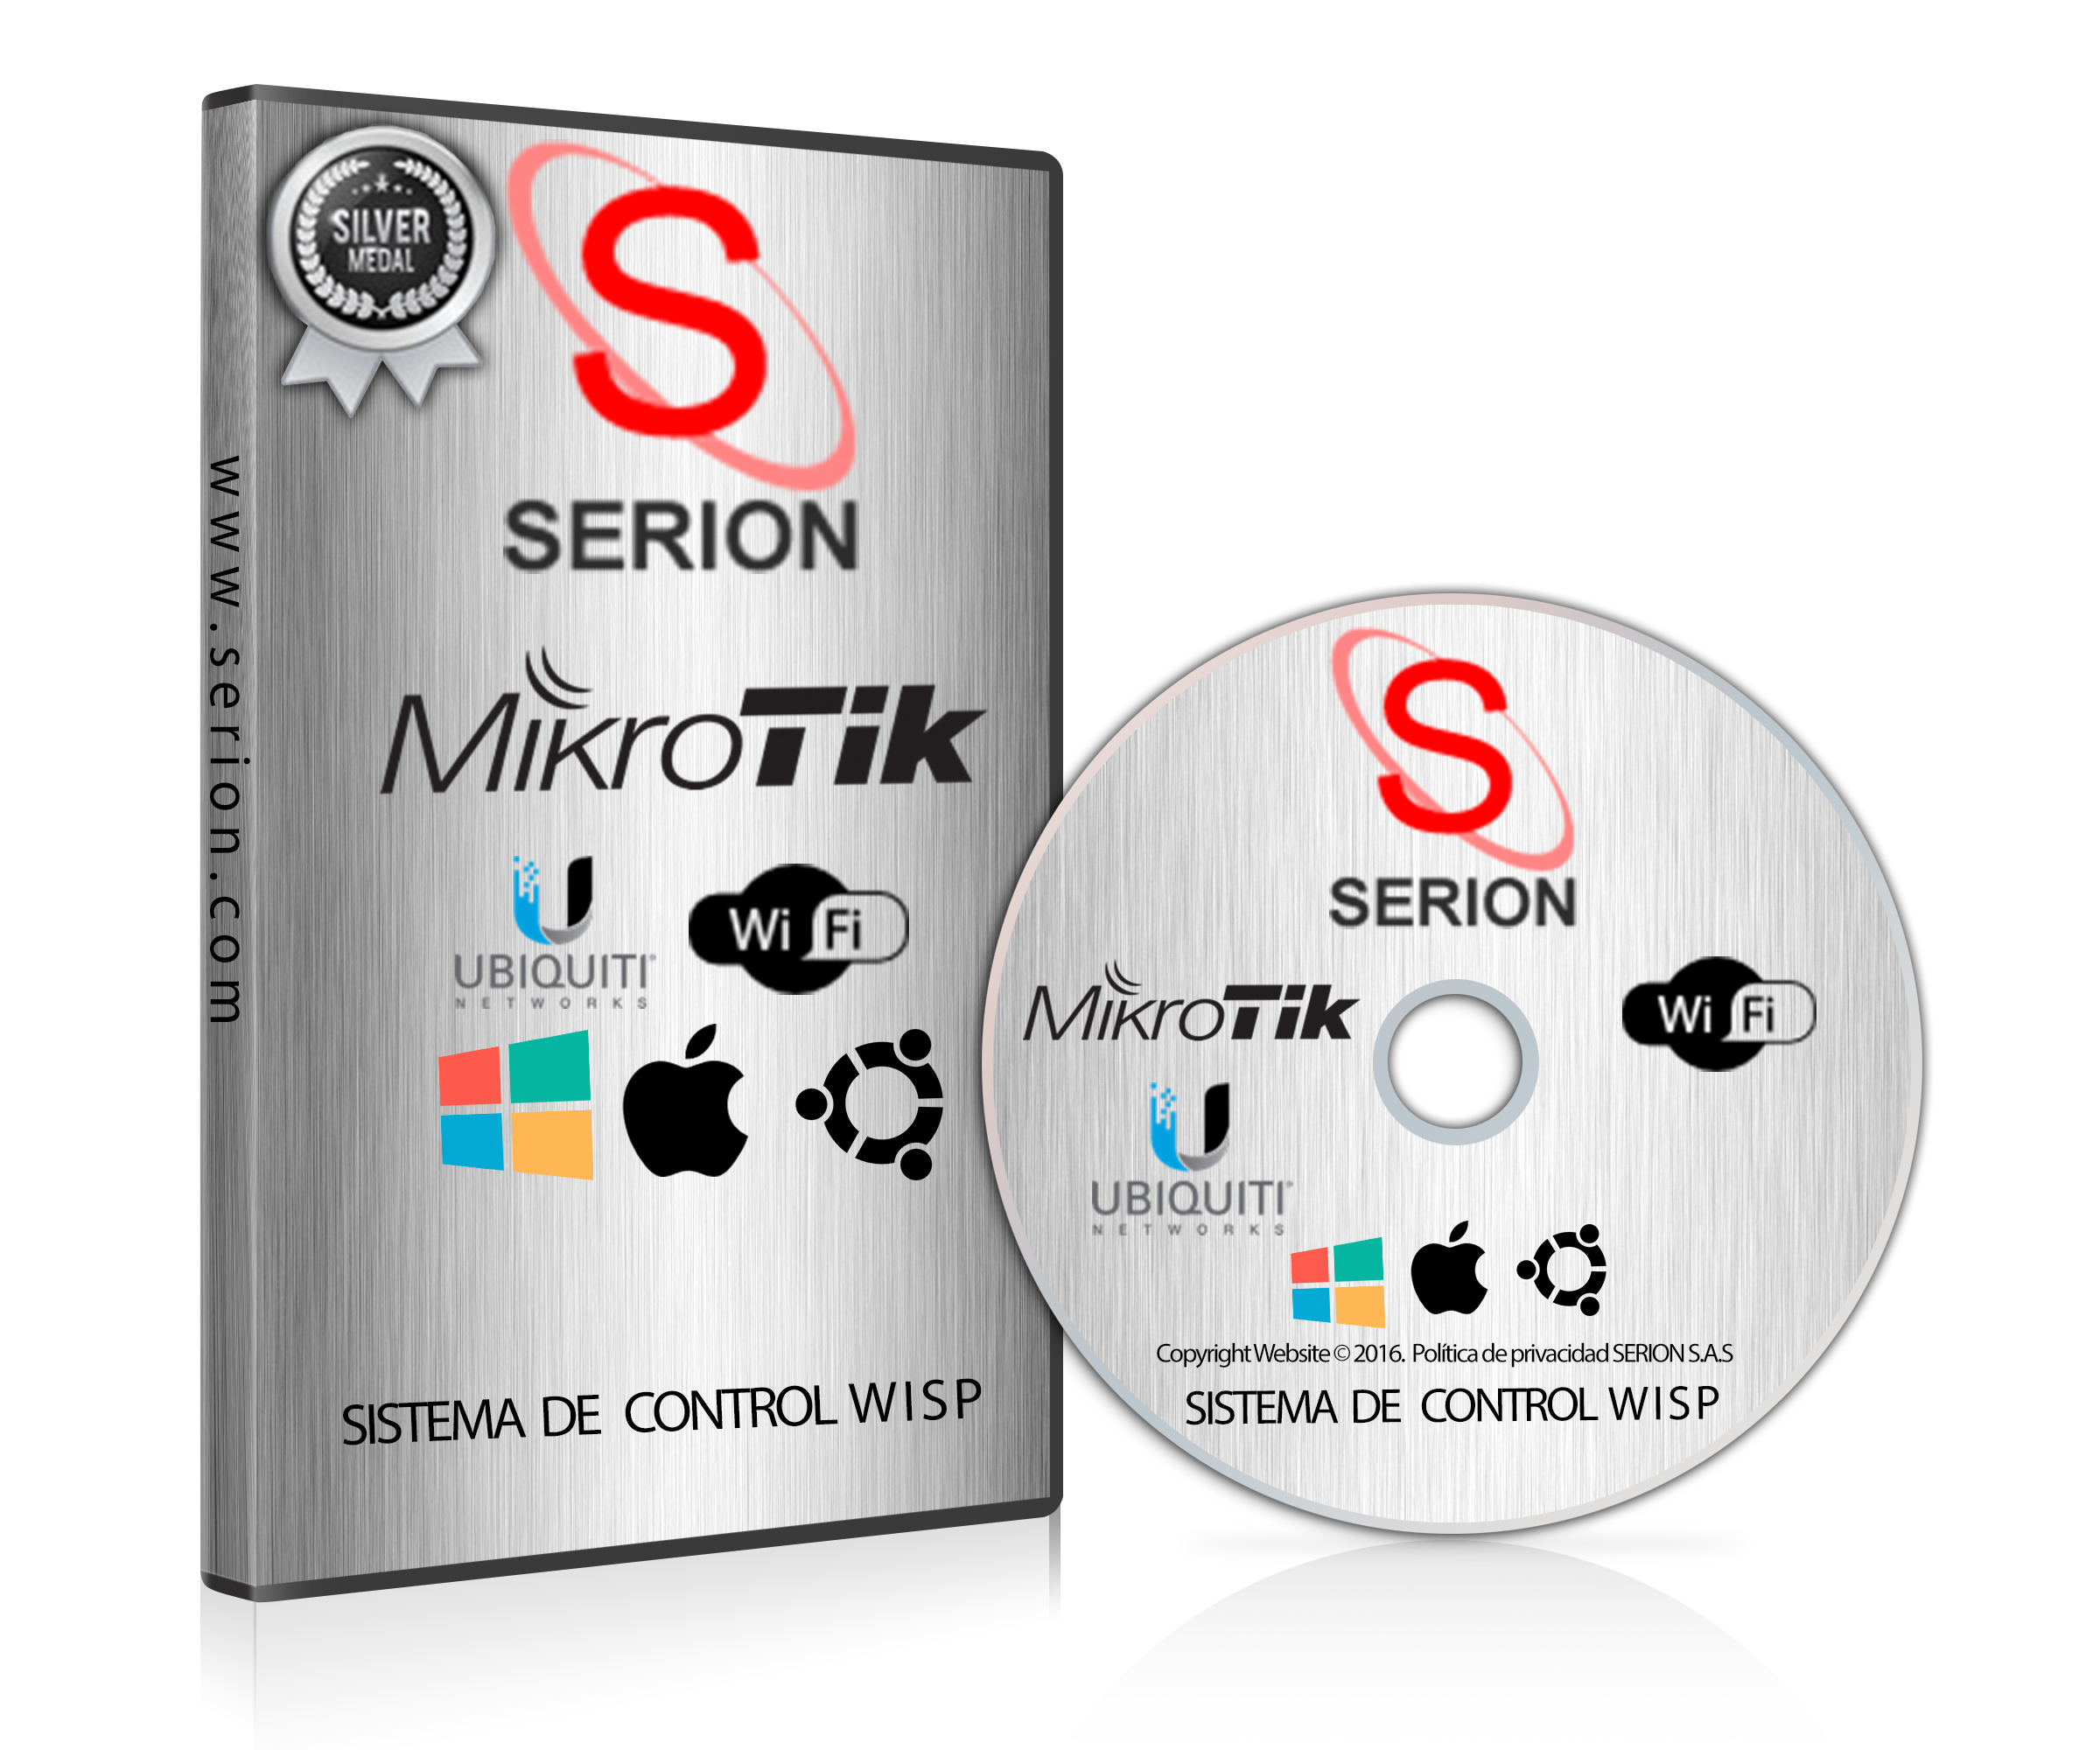 SILVER
MEDAL
S
SERION
www.serion.com
MikroTik
UBIQUITI®
NETWORKS
Wi Fi
SISTEMA DE CONTROL WISP
S
SERION
MikroTik
Wi Fi
UBIQUITI®
NETWORKS
Copyright Website © 2016. Política de privacidad SERION S.A.S
SISTEMA DE CONTROL WISP